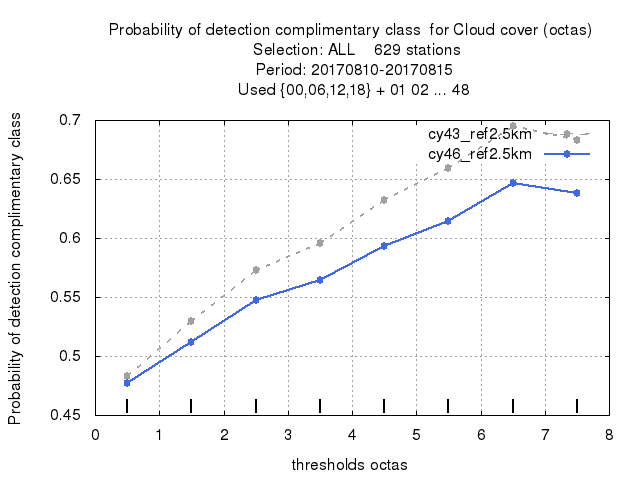 Probability of detection complimentary class  for Cloud cover (octas)
Selection: ALL    629 stations
Period: 20170810-20170815
Used {00,06,12,18} + 01 02 ... 48
Probability of detection complimentary class
0.7
0.65
0.6
0.55
0.5
0.45
cy43_ref2.5km
cy46_ref2.5km
0 1 2 3 4 5 6 7 8
thresholds octas